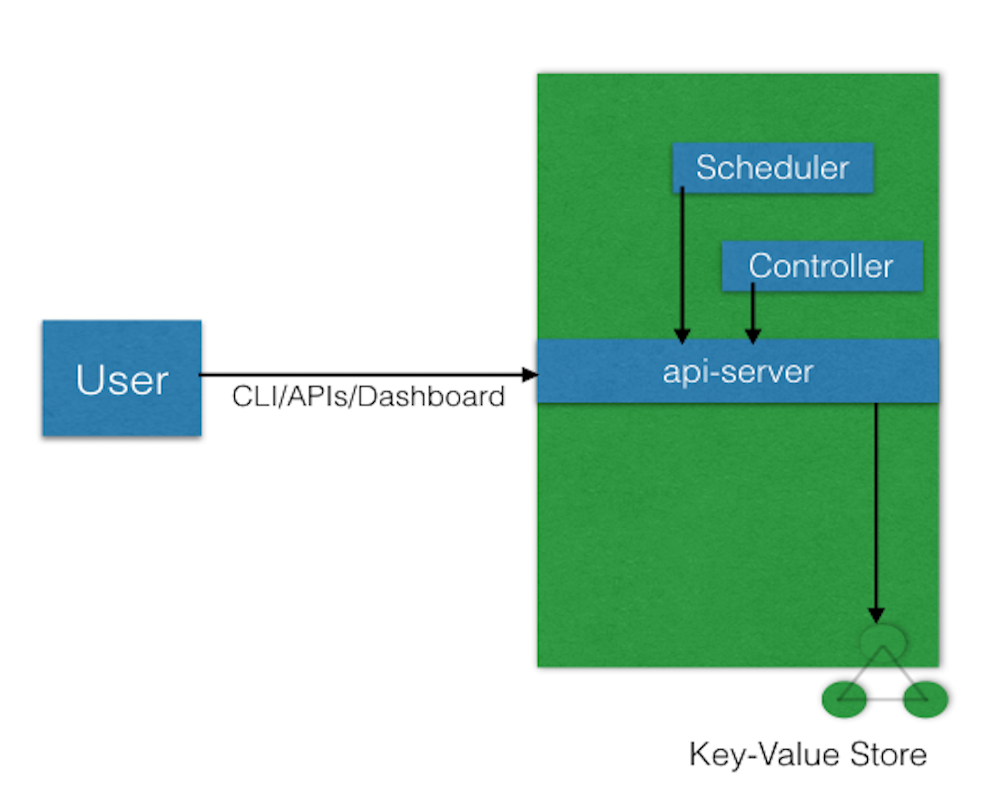 Scheduler
Controller
User
CLI/APIs/Dashboard
api-server
Key-Value Store